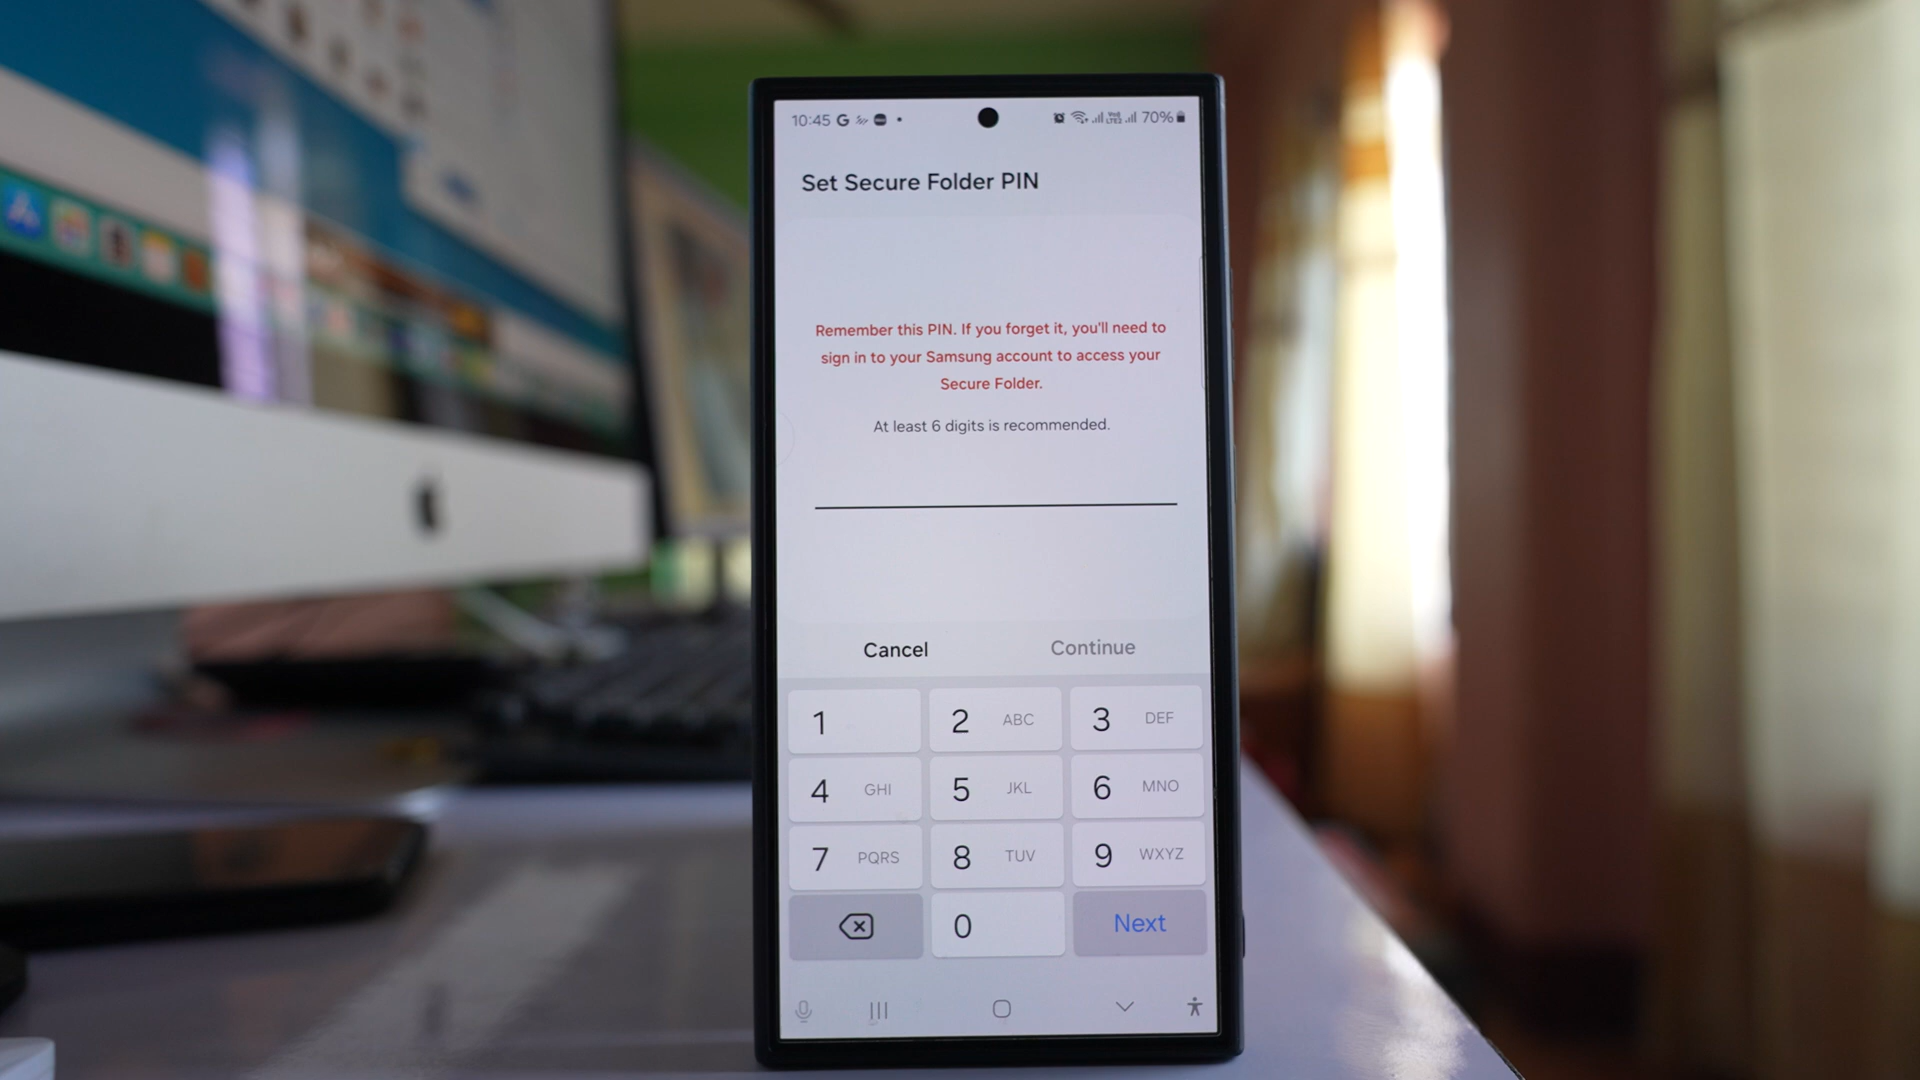 10:45 G
70%
Set Secure Folder PIN
Remember this PIN. If you forget it, you'll need to
sign in to your Samsung account to access your
Secure Folder.
At least 6 digits is recommended.
Cancel Continue
1 2 ABC 3 DEF
4 GHI 5 JKL 6 MNO
7 PQRS 8 TUV 9 WXYZ
0 Next